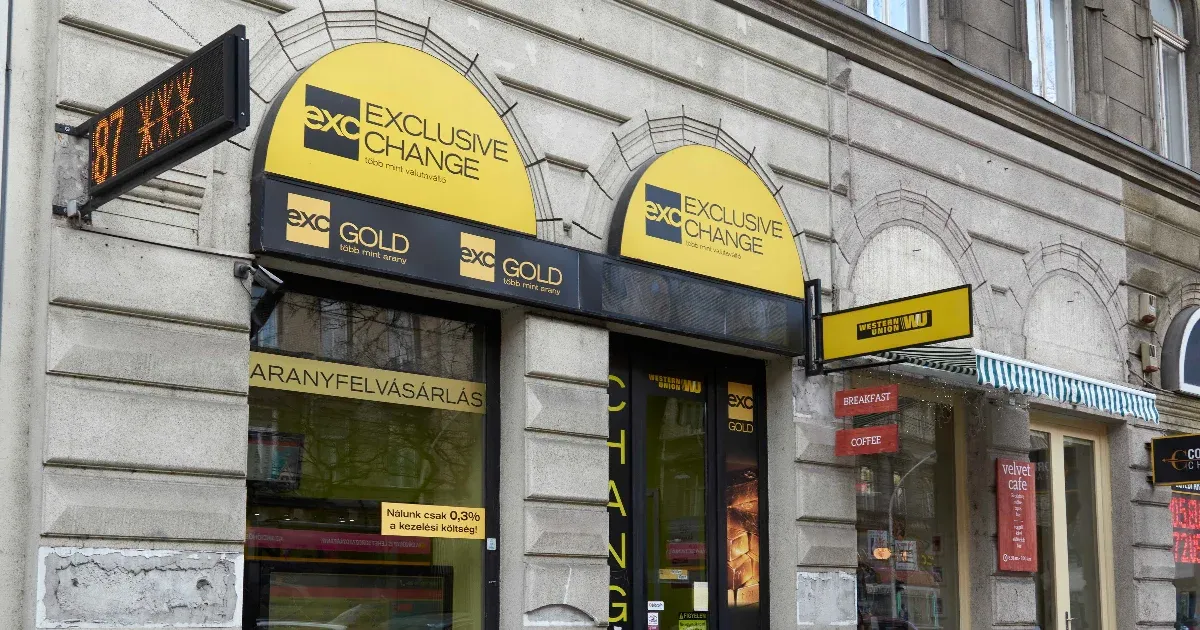 87 ¥¥¥
exc
EXCLUSIVE
CHANGE
több mint valutaváltó
exc
GOLD
több mint arany
exc
GOLD
több mint arany
exc
EXCLUSIVE
CHANGE
több mint valutaváltó
WESTERN
UNION WU
ARANYFELVÁSÁRLÁS
Nálunk csak 0,3%
a kezelési költség!
CHANG
WESTERN
UNION WU
exc
GOLD
BREAKFAST
COFFEE
velvet
cafe